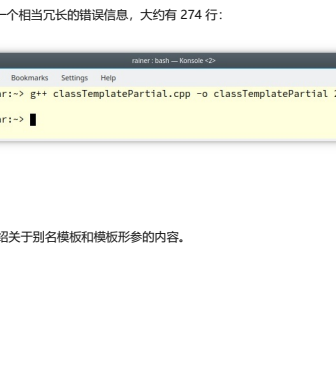 一个相当冗长的错误信息，大约有 274 行：
rainer : bash — Konsole <2>
Bookmarks Settings Help
ar:~> g++ classTemplatePartial.cpp -o classTemplatePartial
ar:~>
绍关于别名模板和模板形参的内容。